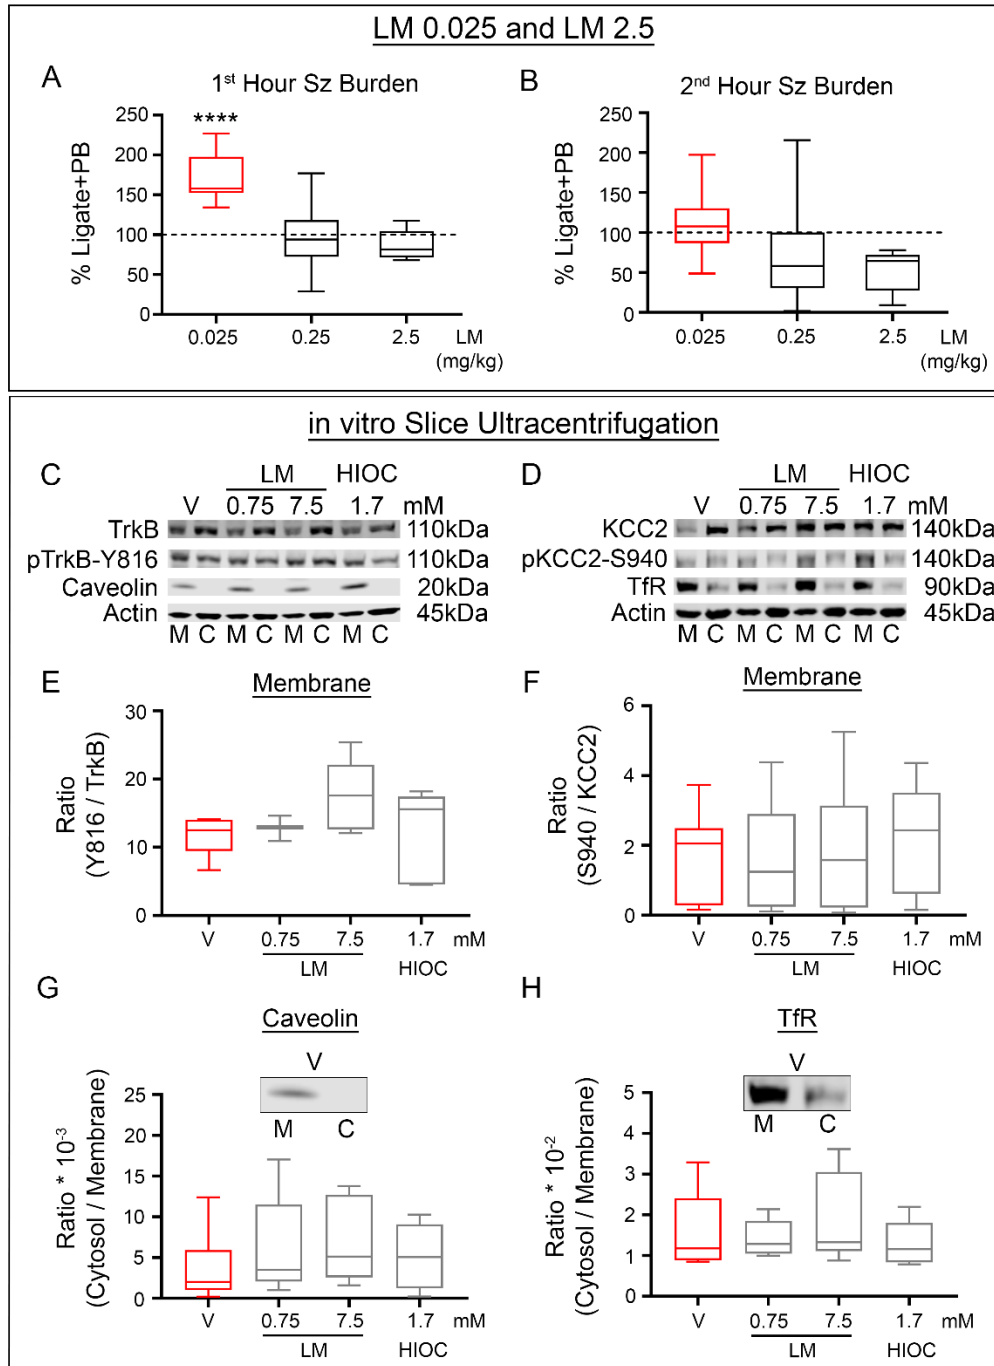 LM 0.025 and LM 2.5
A
1st Hour Sz Burden
% Ligate+PB
250
200
150
100
50
0
****
0.025
0.25
2.5
LM
(mg/kg)
B
2nd Hour Sz Burden
% Ligate+PB
250
200
150
100
50
0
0.025
0.25
2.5
LM
(mg/kg)
in vitro Slice Ultracentrifugation
C
LM HIOC
V 0.75 7.5 1.7 mM
TrkB 110kDa
pTrkB-Y816 110kDa
Caveolin 20kDa
Actin 45kDa
M C M C M C M C
D
LM HIOC
V 0.75 7.5 1.7 mM
KCC2 140kDa
pKCC2-S940 140kDa
TfR 90kDa
Actin 45kDa
M C M C M C M C
E
Membrane
Ratio
(Y816 / TrkB)
30
20
10
0
V 0.75 7.5 1.7 mM
LM HIOC
F
Membrane
Ratio
(S940 / KCC2)
6
4
2
0
V 0.75 7.5 1.7 mM
LM HIOC
G
Caveolin
V
M C
Ratio * 10-3
(Cytosol / Membrane)
25
20
15
10
5
0
V 0.75 7.5 1.7 mM
LM HIOC
H
TfR
V
M C
Ratio * 10-2
(Cytosol / Membrane)
5
4
3
2
1
0
V 0.75 7.5 1.7 mM
LM HIOC